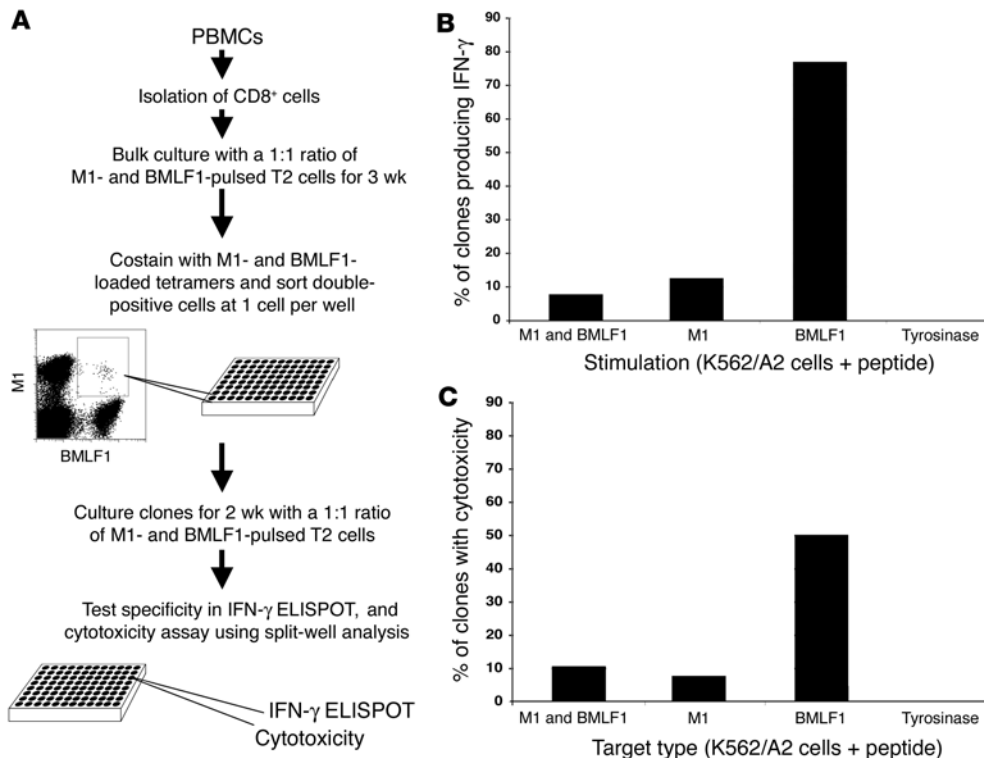 A
PBMCs
Isolation of CD8⁺ cells
Bulk culture with a 1:1 ratio of
M1- and BMLF1-pulsed T2 cells for 3 wk
Costain with M1- and BMLF1-
loaded tetramers and sort double-
positive cells at 1 cell per well
M1
BMLF1
Culture clones for 2 wk with a 1:1 ratio
of M1- and BMLF1-pulsed T2 cells
Test specificity in IFN-γ ELISPOT, and
cytotoxicity assay using split-well analysis
IFN-γ ELISPOT
Cytotoxicity
B
% of clones producing IFN-γ
90
80
70
60
50
40
30
20
10
0
M1 and BMLF1 M1 BMLF1 Tyrosinase
Stimulation (K562/A2 cells + peptide)
C
% of clones with cytotoxicity
90
80
70
60
50
40
30
20
10
0
M1 and BMLF1 M1 BMLF1 Tyrosinase
Target type (K562/A2 cells + peptide)